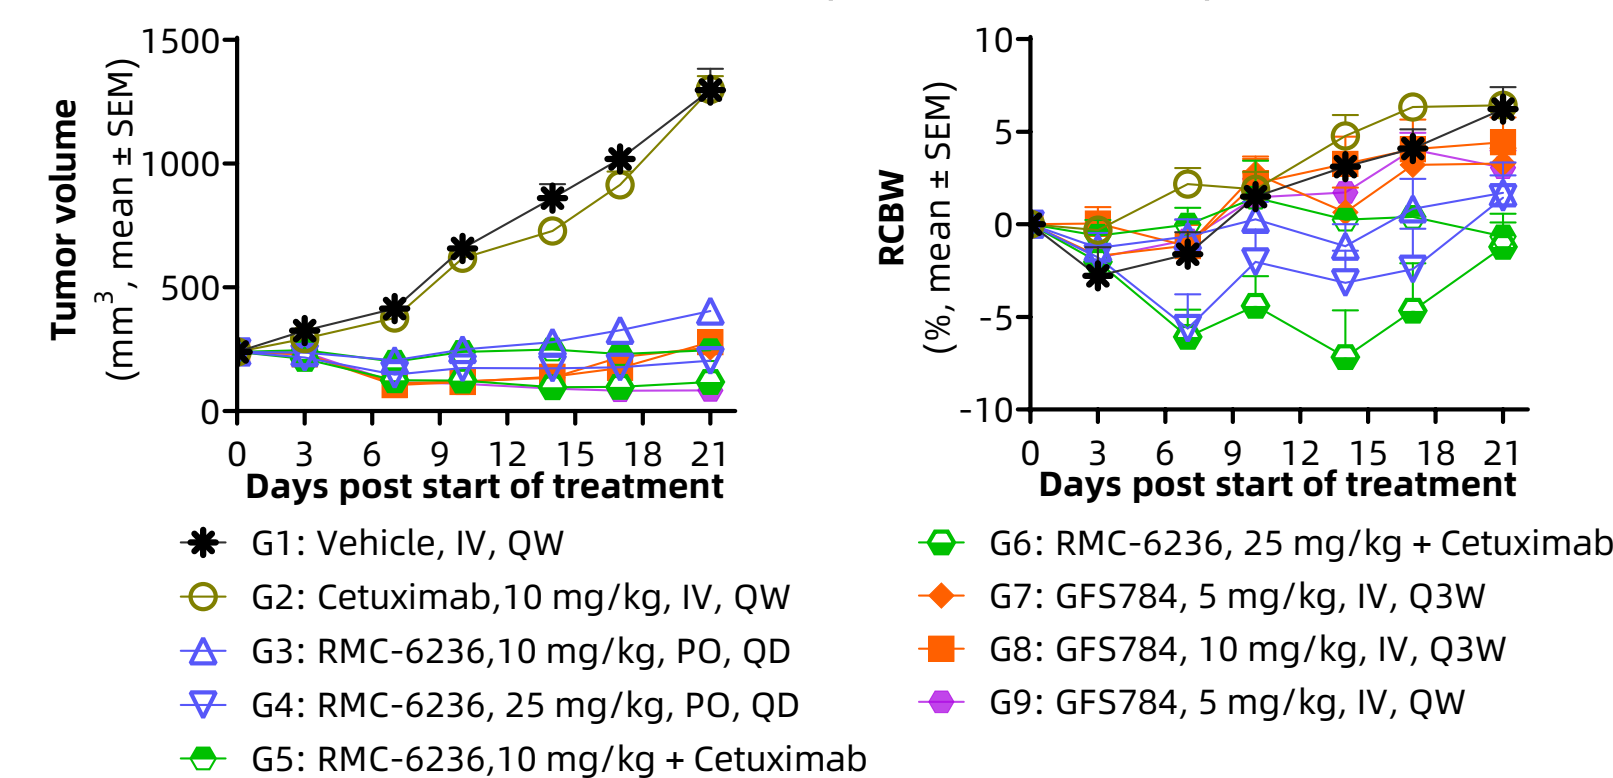 1500
1000
500
0
Tumor volume
(mm³, mean ± SEM)
0 3 6 9 12 15 18 21
Days post start of treatment
10
5
0
-5
-10
RCBW
(%, mean ± SEM)
0 3 6 9 12 15 18 21
Days post start of treatment
G1: Vehicle, IV, QW
G2: Cetuximab,10 mg/kg, IV, QW
G3: RMC-6236,10 mg/kg, PO, QD
G4: RMC-6236, 25 mg/kg, PO, QD
G5: RMC-6236,10 mg/kg + Cetuximab
G6: RMC-6236, 25 mg/kg + Cetuximab
G7: GFS784, 5 mg/kg, IV, Q3W
G8: GFS784, 10 mg/kg, IV, Q3W
G9: GFS784, 5 mg/kg, IV, QW